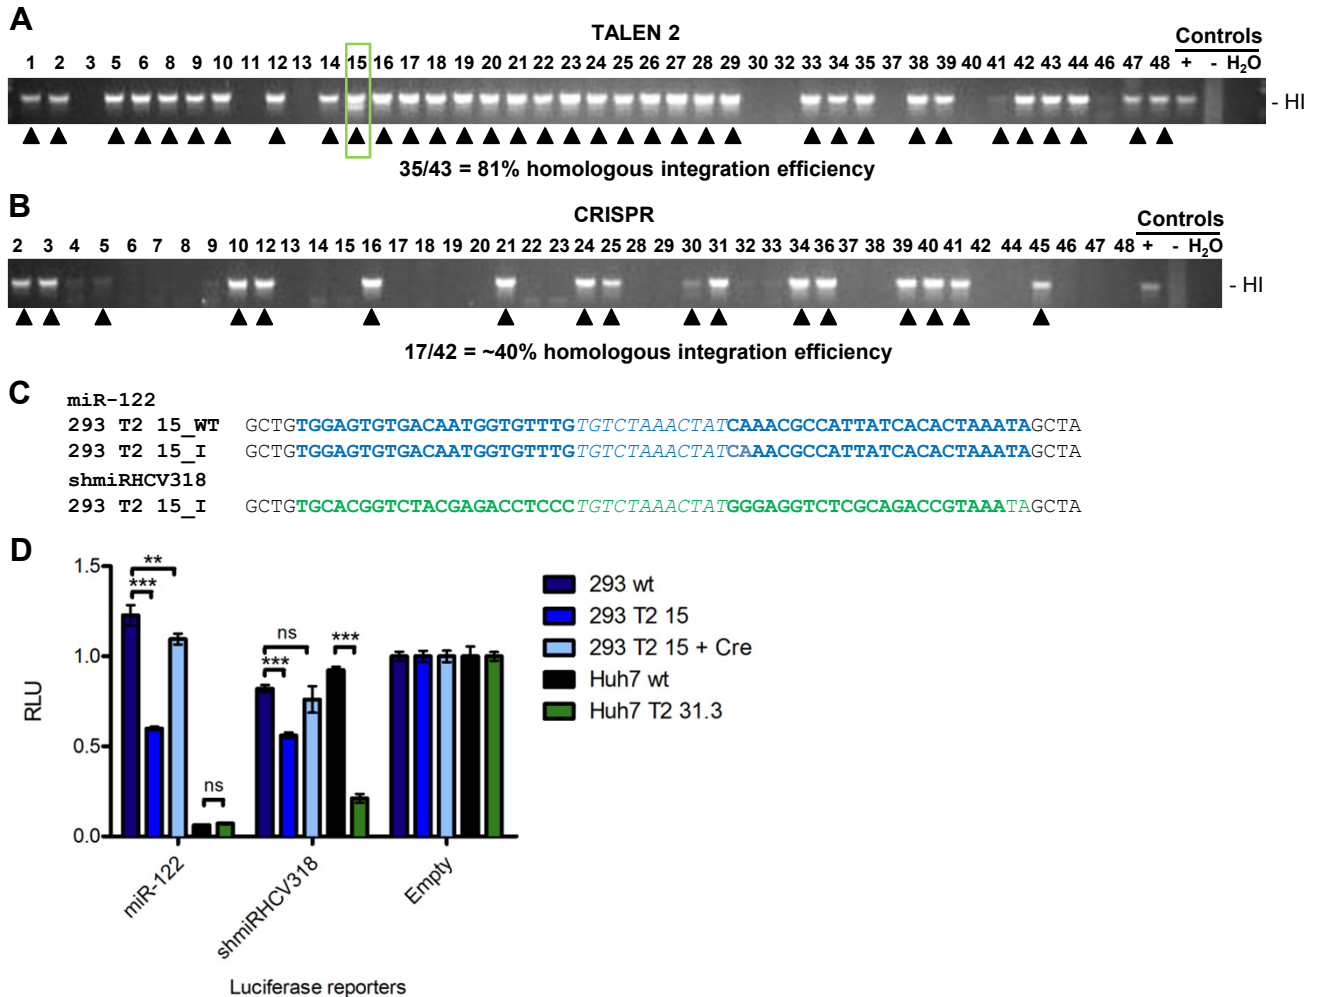 A
TALEN 2
Controls
1 2 3 5 6 8 9 10 11 12 13 14 15 16 17 18 19 20 21 22 23 24 25 26 27 28 29 30 32 33 34 35 37 38 39 40 41 42 43 44 46 47 48 + - H2O
- HI
35/43 = 81% homologous integration efficiency
B
CRISPR
Controls
2 3 4 5 6 7 8 9 10 12 13 14 15 16 17 18 19 20 21 22 23 24 25 28 29 30 31 32 33 34 36 37 38 39 40 41 42 44 45 46 47 48 + - H2O
- HI
17/42 = ~40% homologous integration efficiency
C
miR-122
293 T2 15_WT GCTGTGGAGTGTGACAATGGTGTTTGTGTCTAAACTATCAAACGCCATTATCACACTAAATAGCTA
293 T2 15_I GCTGTGGAGTGTGACAATGGTGTTTGTGTCTAAACTATCAAACGCCATTATCACACTAAATAGCTA
shmiRHCV318
293 T2 15_I GCTGTGCACGGTCTACGAGACCTCCCTGTCTAAACTATGGGAGGTCTCGCAGACCGTAAATAGCTA
D
1.5
1.0
0.5
0.0
RLU
**
***
ns
ns
***
***
293 wt
293 T2 15
293 T2 15 + Cre
Huh7 wt
Huh7 T2 31.3
miR-122
shmiRHCV318
Empty
Luciferase reporters